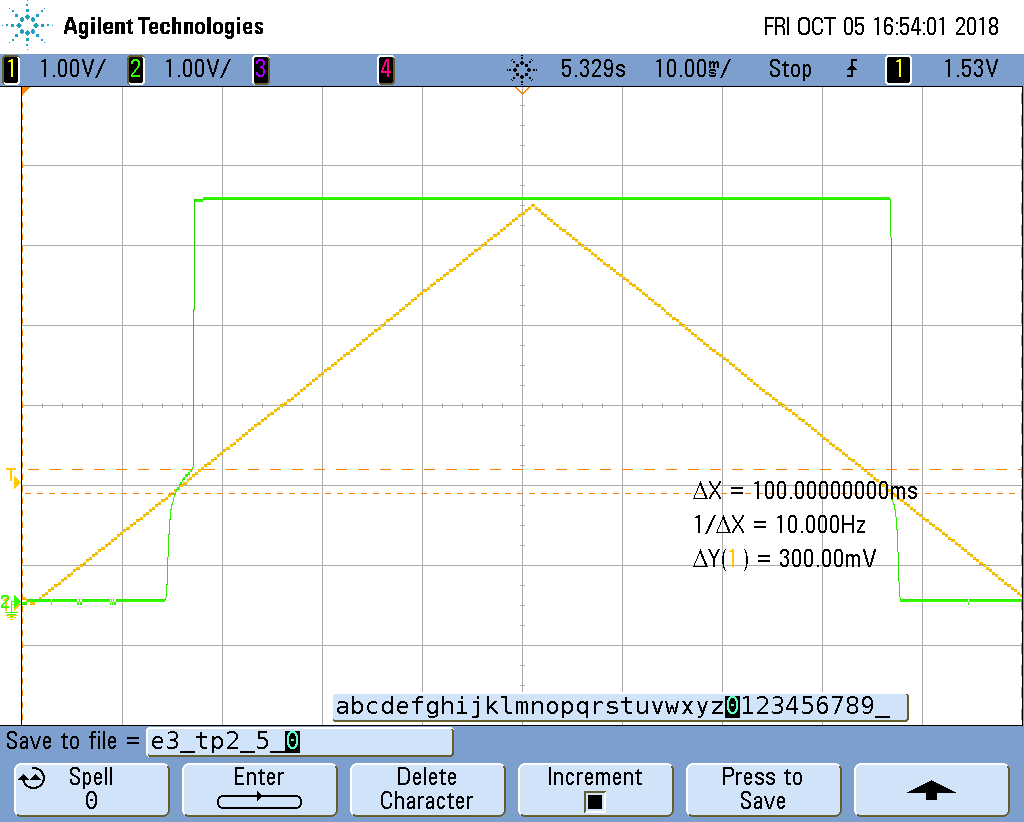 Agilent Technologies FRI OCT 05 16:54:01 2018
1 1.00V/ 2 1.00V/ 3 4 5.329s 10.00ms/ Stop 1 1.53V
T
2
ΔX = 100.00000000ms
1/ΔX = 10.000Hz
ΔY(1) = 300.00mV
abcdefghijklmnopqrstuvwxyz0123456789_
Save to file = e3_tp2_5_0
Spell 0
Enter
Delete Character
Increment
Press to Save